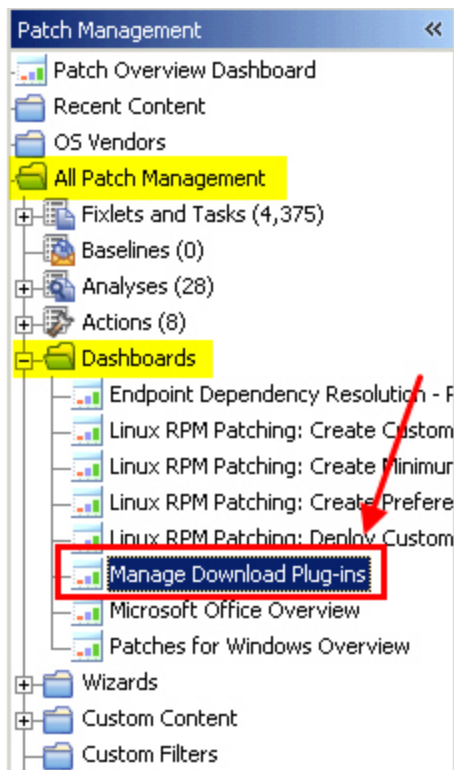 Patch Management «
Patch Overview Dashboard
Recent Content
OS Vendors
All Patch Management
Fixlets and Tasks (4,375)
Baselines (0)
Analyses (28)
Actions (8)
Dashboards
Endpoint Dependency Resolution -
Linux RPM Patching: Create Custom
Linux RPM Patching: Create Minimur
Linux RPM Patching: Create Prefere
Linux RPM Patching: Deploy Custom
Manage Download Plug-ins
Microsoft Office Overview
Patches for Windows Overview
Wizards
Custom Content
Custom Filters